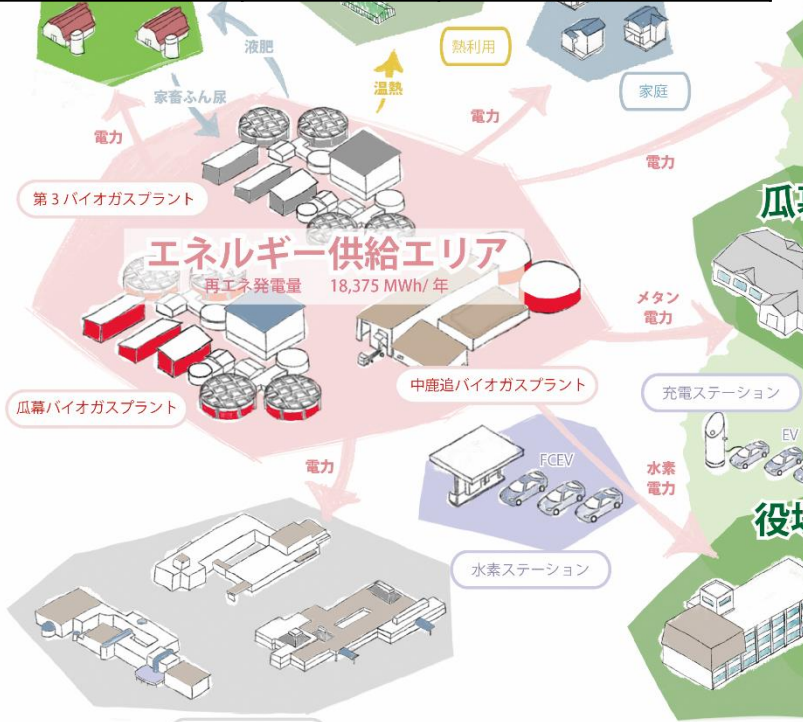 液肥
熱利用
家畜ふん尿
温熱
家庭
電力
電力
電力
第3バイオガスプラント
エネルギー供給エリア
再エネ発電量 18,375 MWh/年
メタン
電力
中鹿追バイオガスプラント
充電ステーション
瓜幕バイオガスプラント
EV
FCEV
電力
水素
電力
水素ステーション